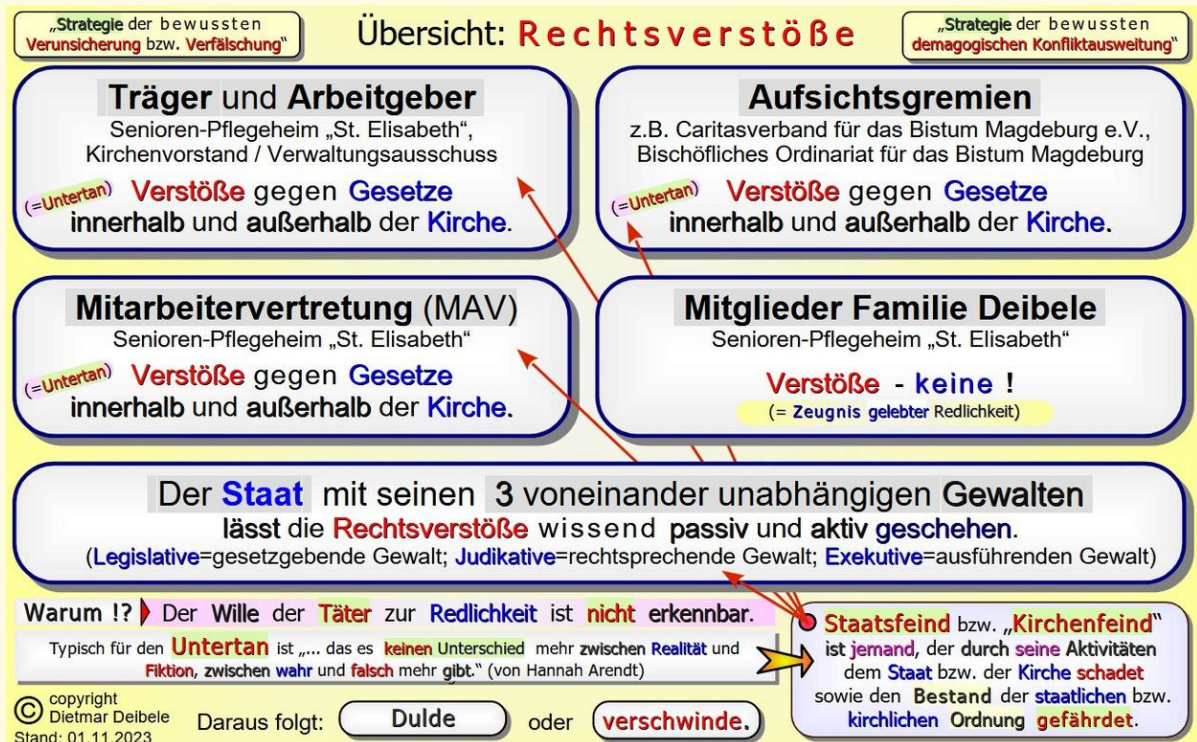 „Strategie der bewussten
Verunsicherung bzw. Verfälschung“
Übersicht: Rechtsverstöße
„Strategie der bewussten
demagogischen Konfliktausweitung“
Träger und Arbeitgeber
Senioren-Pflegeheim „St. Elisabeth“,
Kirchenvorstand / Verwaltungsausschuss
(=Untertan) Verstöße gegen Gesetze
innerhalb und außerhalb der Kirche.
Aufsichtsgremien
z.B. Caritasverband für das Bistum Magdeburg e.V.,
Bischöfliches Ordinariat für das Bistum Magdeburg
(=Untertan) Verstöße gegen Gesetze
innerhalb und außerhalb der Kirche.
Mitarbeitervertretung (MAV)
Senioren-Pflegeheim „St. Elisabeth“
(=Untertan) Verstöße gegen Gesetze
innerhalb und außerhalb der Kirche.
Mitglieder Familie Deibele
Senioren-Pflegeheim „St. Elisabeth“
Verstöße - keine !
(= Zeugnis gelebter Redlichkeit)
Der Staat mit seinen 3 voneinander unabhängigen Gewalten
lässt die Rechtsverstöße wissend passiv und aktiv geschehen.
(Legislative=gesetzgebende Gewalt; Judikative=rechtsprechende Gewalt; Exekutive=ausführenden Gewalt)
Warum !? Der Wille der Täter zur Redlichkeit ist nicht erkennbar.
Typisch für den Untertan ist „... das es keinen Unterschied mehr zwischen Realität und
Fiktion, zwischen wahr und falsch mehr gibt.“ (von Hannah Arendt)
Staatsfeind bzw. „Kirchenfeind“
ist jemand, der durch seine Aktivitäten
dem Staat bzw. der Kirche schadet
sowie den Bestand der staatlichen bzw.
kirchlichen Ordnung gefährdet.
© copyright
Dietmar Deibele
Stand: 01.11.2023
Daraus folgt: Dulde oder verschwinde.